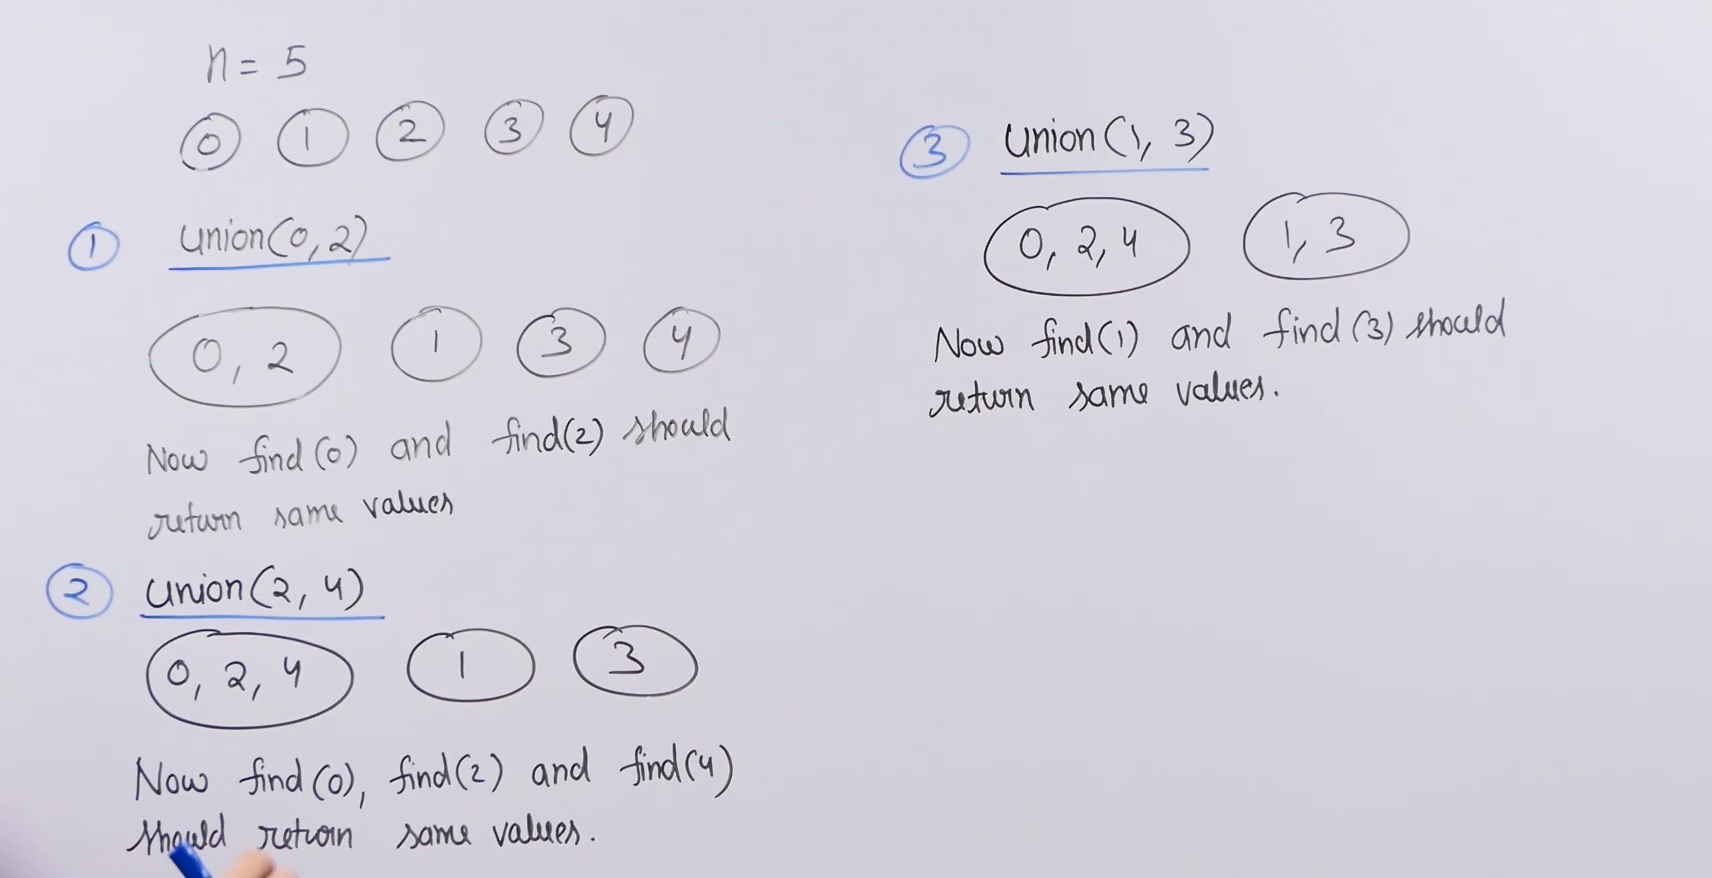 n = 5
0 1 2 3 4
1 union(0, 2)
0, 2 1 3 4
Now find(0) and find(2) should
return same values
2 union(2, 4)
0, 2, 4 1 3
Now find(0), find(2) and find(4)
should return same values.
3 union(1, 3)
0, 2, 4 1, 3
Now find(1) and find(3) should
return same values.